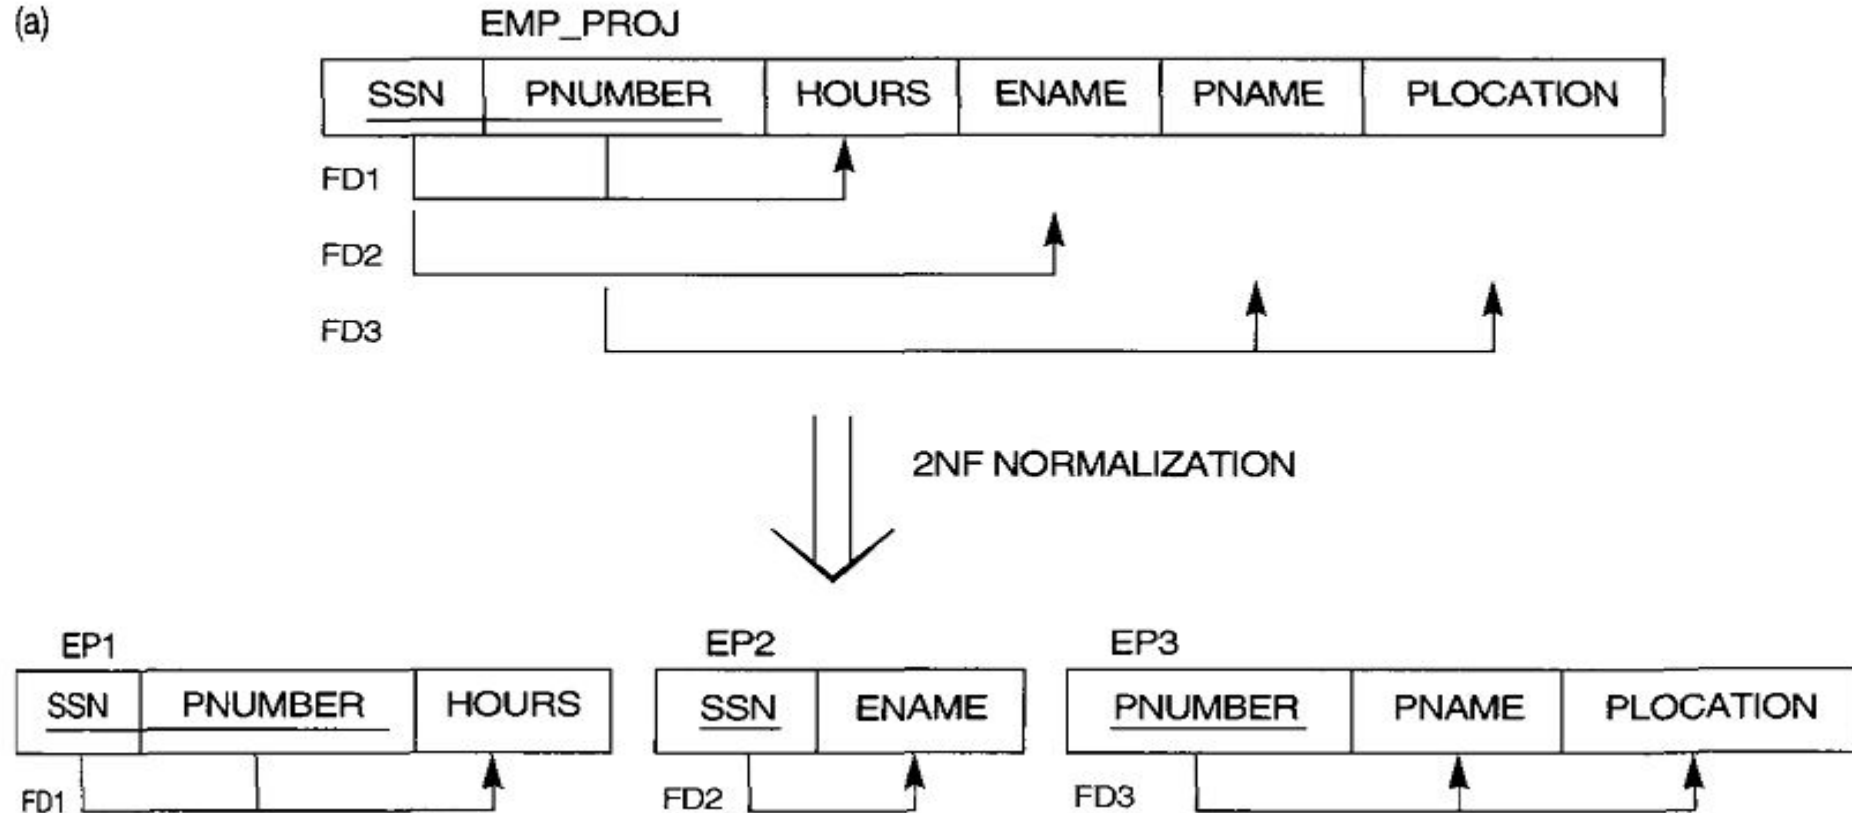 (a)
EMP_PROJ
SSN PNUMBER HOURS ENAME PNAME PLOCATION
FD1
FD2
FD3
2NF NORMALIZATION
EP1
SSN PNUMBER HOURS
FD1
EP2
SSN ENAME
FD2
EP3
PNUMBER PNAME PLOCATION
FD3